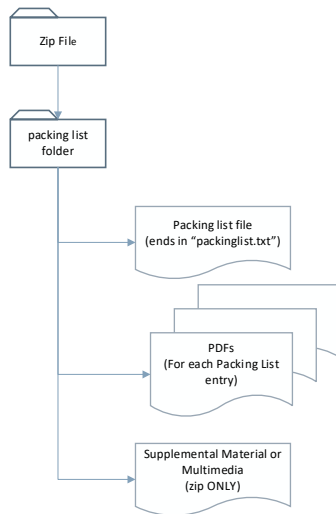 Zip File
packing list
folder
Packing list file
(ends in “packinglist.txt”)
PDFs
(For each Packing List
entry)
Supplemental Material or
Multimedia
(zip ONLY)